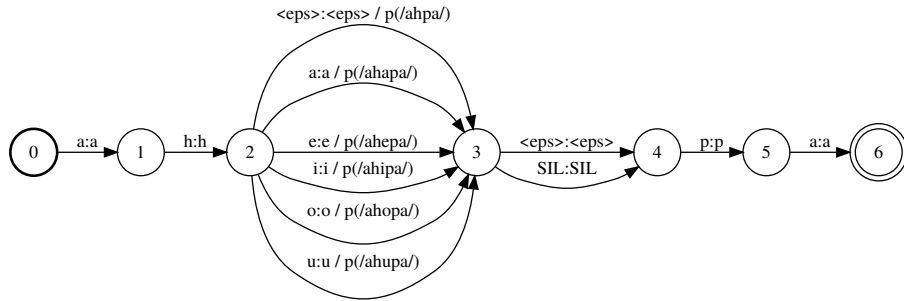 <eps>:<eps> / p(/ahpa/)
a:a / p(/ahapa/)
e:e / p(/ahepa/)
i:i / p(/ahipa/)
o:o / p(/ahopa/)
u:u / p(/ahupa/)
0 a:a 1 h:h 2 3 <eps>:<eps> 4 p:p 5 a:a 6
SIL:SIL